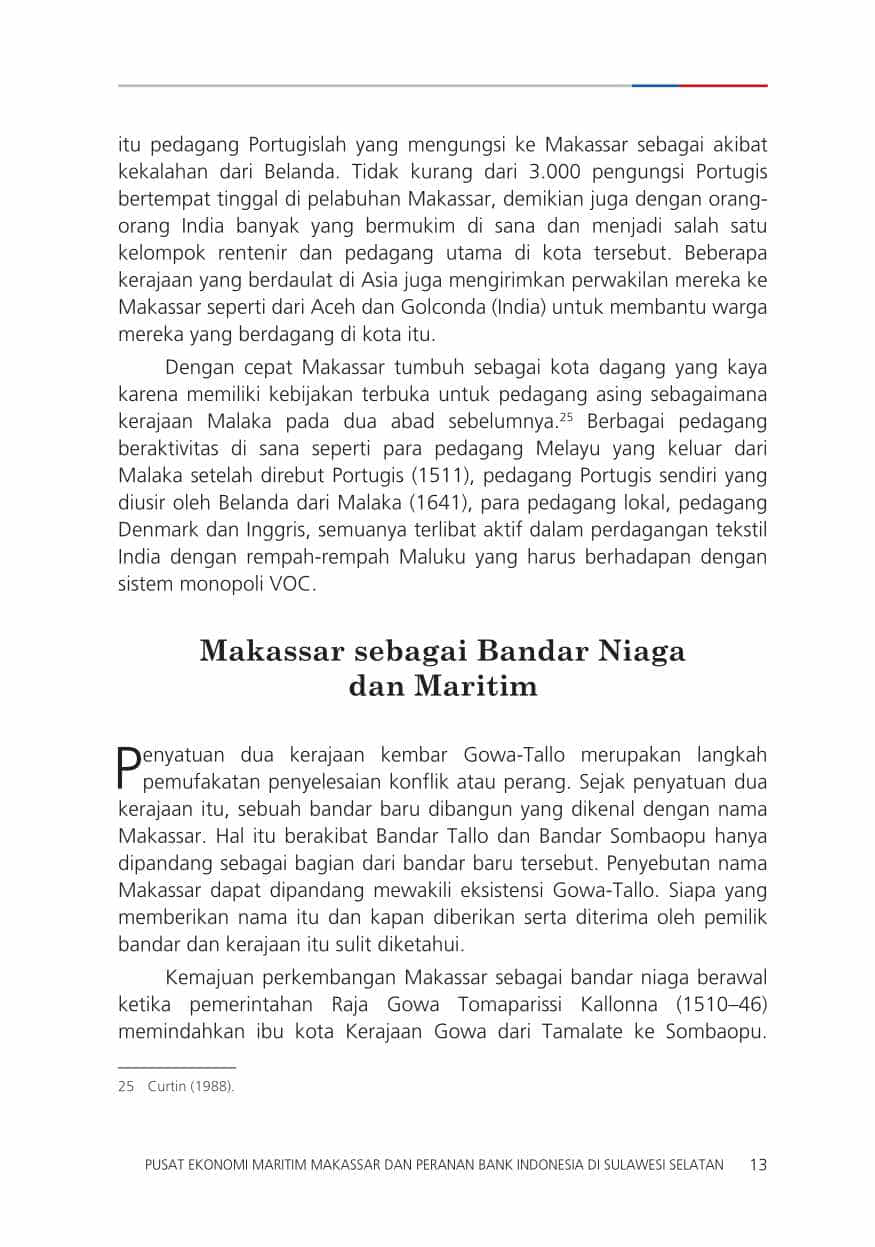 itu pedagang Portugislah yang mengungsi ke Makassar sebagai akibat
kekalahan dari Belanda. Tidak kurang dari 3.000 pengungsi Portugis
bertempat tinggal di pelabuhan Makassar, demikian juga dengan orang-
orang India banyak yang bermukim di sana dan menjadi salah satu
kelompok rentenir dan pedagang utama di kota tersebut. Beberapa
kerajaan yang berdaulat di Asia juga mengirimkan perwakilan mereka ke
Makassar seperti dari Aceh dan Golconda (India) untuk membantu warga
mereka yang berdagang di kota itu.
Dengan cepat Makassar tumbuh sebagai kota dagang yang kaya
karena memiliki kebijakan terbuka untuk pedagang asing sebagaimana
kerajaan Malaka pada dua abad sebelumnya.25 Berbagai pedagang
beraktivitas di sana seperti para pedagang Melayu yang keluar dari
Malaka setelah direbut Portugis (1511), pedagang Portugis sendiri yang
diusir oleh Belanda dari Malaka (1641), para pedagang lokal, pedagang
Denmark dan Inggris, semuanya terlibat aktif dalam perdagangan tekstil
India dengan rempah-rempah Maluku yang harus berhadapan dengan
sistem monopoli VOC.
Makassar sebagai Bandar Niaga
dan Maritim
Penyatuan dua kerajaan kembar Gowa-Tallo merupakan langkah
pemufakatan penyelesaian konflik atau perang. Sejak penyatuan dua
kerajaan itu, sebuah bandar baru dibangun yang dikenal dengan nama
Makassar. Hal itu berakibat Bandar Tallo dan Bandar Sombaopu hanya
dipandang sebagai bagian dari bandar baru tersebut. Penyebutan nama
Makassar dapat dipandang mewakili eksistensi Gowa-Tallo. Siapa yang
memberikan nama itu dan kapan diberikan serta diterima oleh pemilik
bandar dan kerajaan itu sulit diketahui.
Kemajuan perkembangan Makassar sebagai bandar niaga berawal
ketika pemerintahan Raja Gowa Tomaparissi Kallonna (1510–46)
memindahkan ibu kota Kerajaan Gowa dari Tamalate ke Sombaopu.
25 Curtin (1988).
PUSAT EKONOMI MARITIM MAKASSAR DAN PERANAN BANK INDONESIA DI SULAWESI SELATAN 13